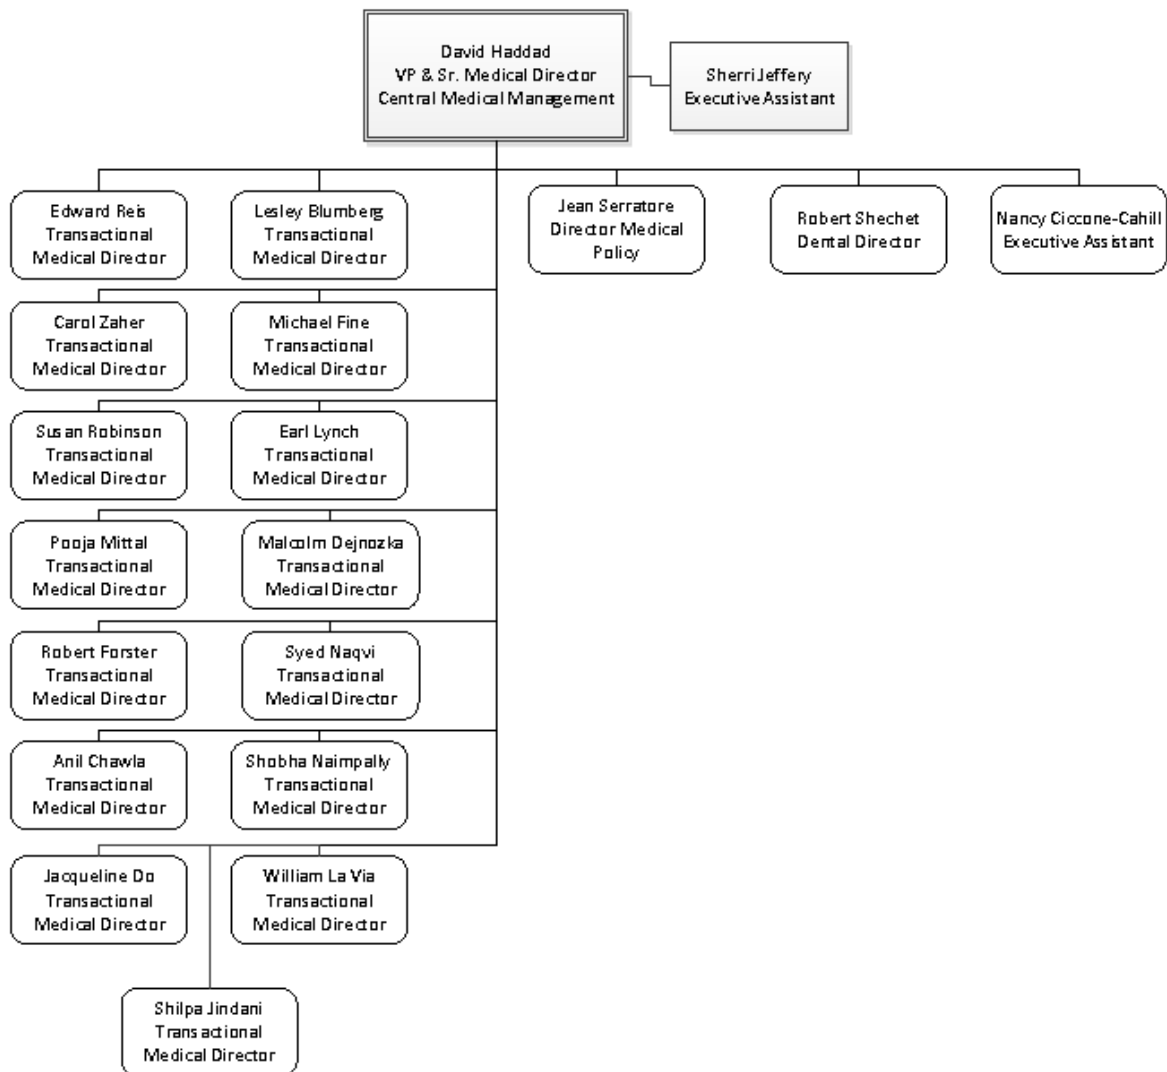 David Haddad
VP & Sr. Medical Director
Central Medical Management
Sherri Jeffery
Executive Assistant
Edward Reis
Transactional
Medical Director
Lesley Blumberg
Transactional
Medical Director
Jean Serratore
Director Medical
Policy
Robert Shechet
Dental Director
Nancy Ciccone-Cahill
Executive Assistant
Carol Zaher
Transactional
Medical Director
Michael Fine
Transactional
Medical Director
Susan Robinson
Transactional
Medical Director
Earl Lynch
Transactional
Medical Director
Pooja Mittal
Transactional
Medical Director
Malcolm Dejnozka
Transactional
Medical Director
Robert Forster
Transactional
Medical Director
Syed Naqvi
Transactional
Medical Director
Anil Chawla
Transactional
Medical Director
Shobha Naimpally
Transactional
Medical Director
Jacqueline Do
Transactional
Medical Director
William La Via
Transactional
Medical Director
Shilpa Jindani
Transactional
Medical Director